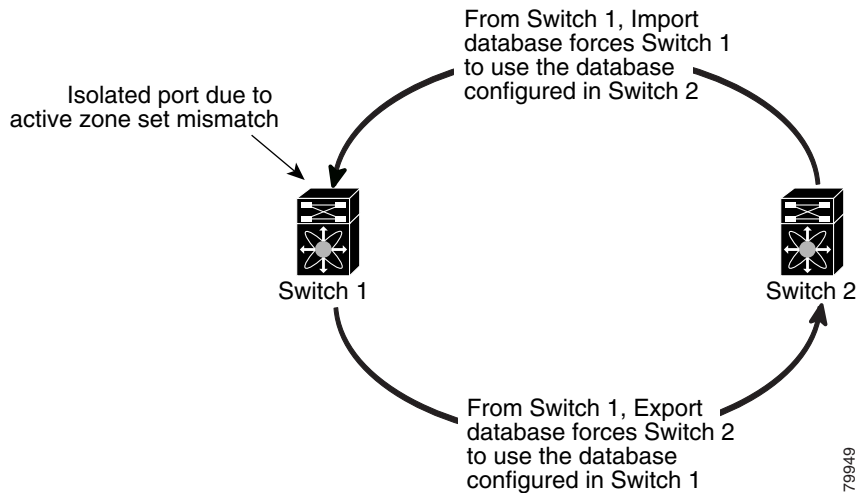 From Switch 1, Import
database forces Switch 1
to use the database
configured in Switch 2
Isolated port due to
active zone set mismatch
Switch 1
Switch 2
From Switch 1, Export
database forces Switch 2
to use the database
configured in Switch 1
79949